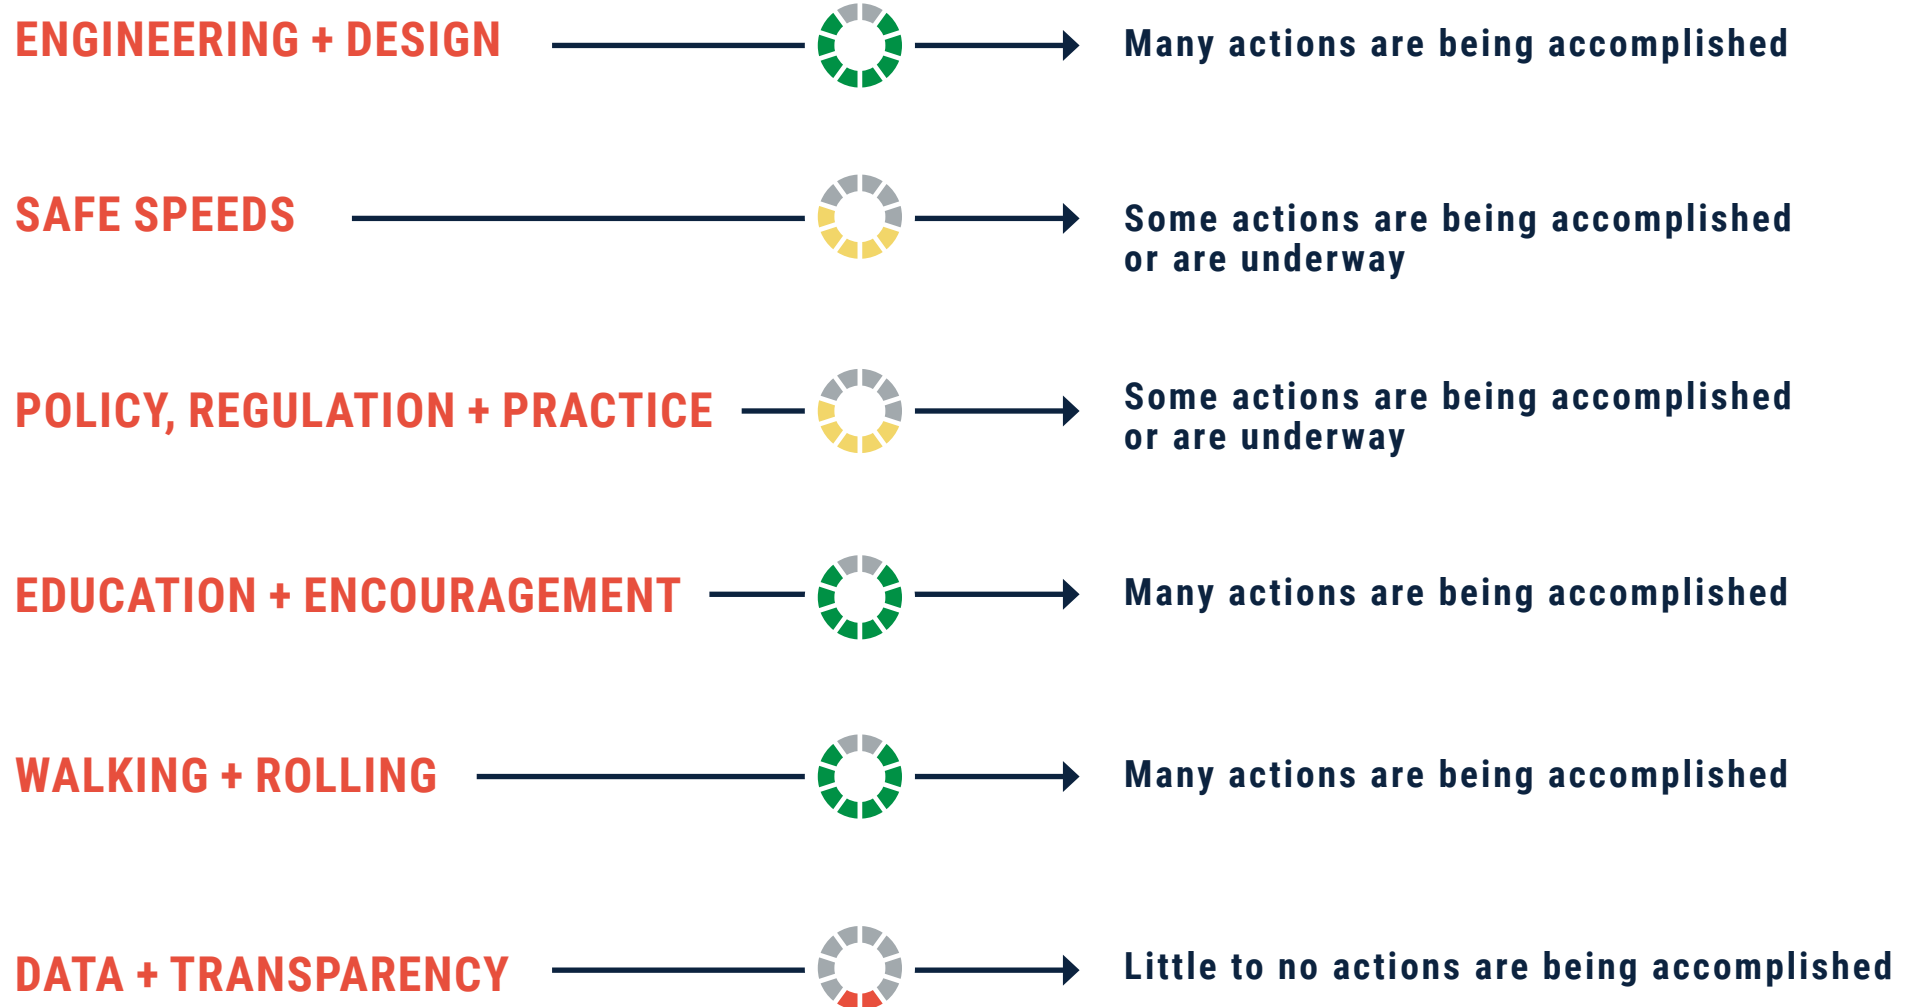 ENGINEERING + DESIGN
Many actions are being accomplished
SAFE SPEEDS
Some actions are being accomplished
or are underway
POLICY, REGULATION + PRACTICE
Some actions are being accomplished
or are underway
EDUCATION + ENCOURAGEMENT
Many actions are being accomplished
WALKING + ROLLING
Many actions are being accomplished
DATA + TRANSPARENCY
Little to no actions are being accomplished